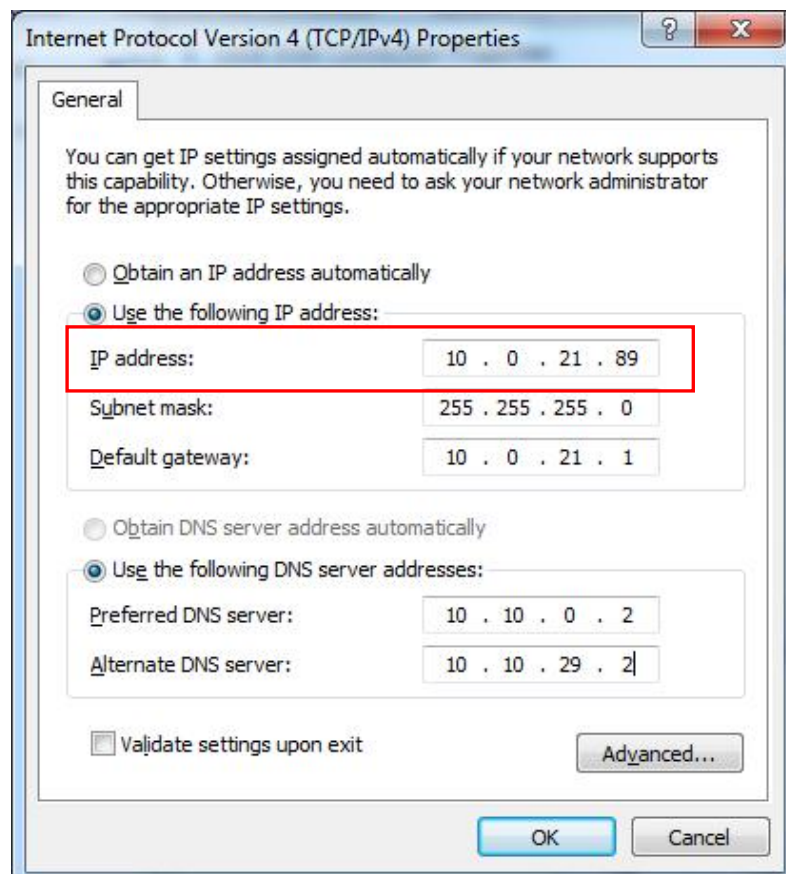 Internet Protocol Version 4 (TCP/IPv4) Properties
General
You can get IP settings assigned automatically if your network supports
this capability. Otherwise, you need to ask your network administrator
for the appropriate IP settings.
Obtain an IP address automatically
Use the following IP address:
IP address: 10 . 0 . 21 . 89
Subnet mask: 255 . 255 . 255 . 0
Default gateway: 10 . 0 . 21 . 1
Obtain DNS server address automatically
Use the following DNS server addresses:
Preferred DNS server: 10 . 10 . 0 . 2
Alternate DNS server: 10 . 10 . 29 . 2
Validate settings upon exit
Advanced...
OK Cancel